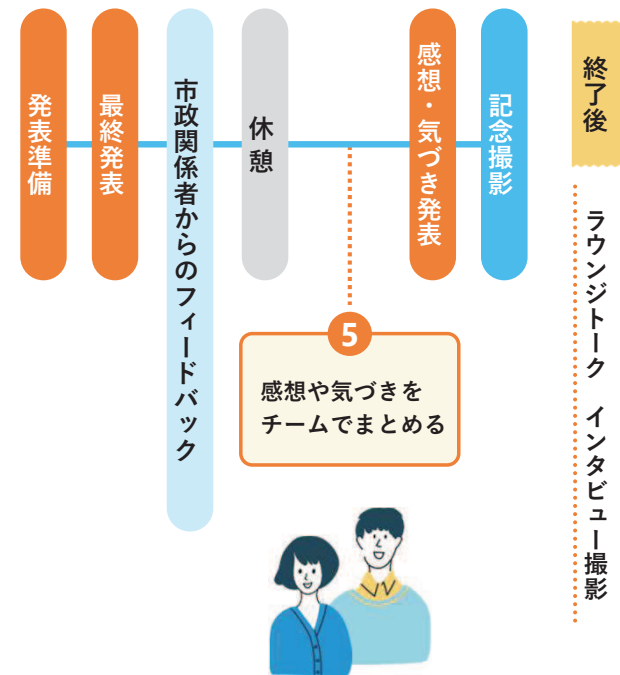 発表準備
最終発表
市政関係者からのフィードバック
休憩
5
感想や気づきを
チームでまとめる
感想・気づき発表
記念撮影
終了後
ラウンジトーク　インタビュー撮影